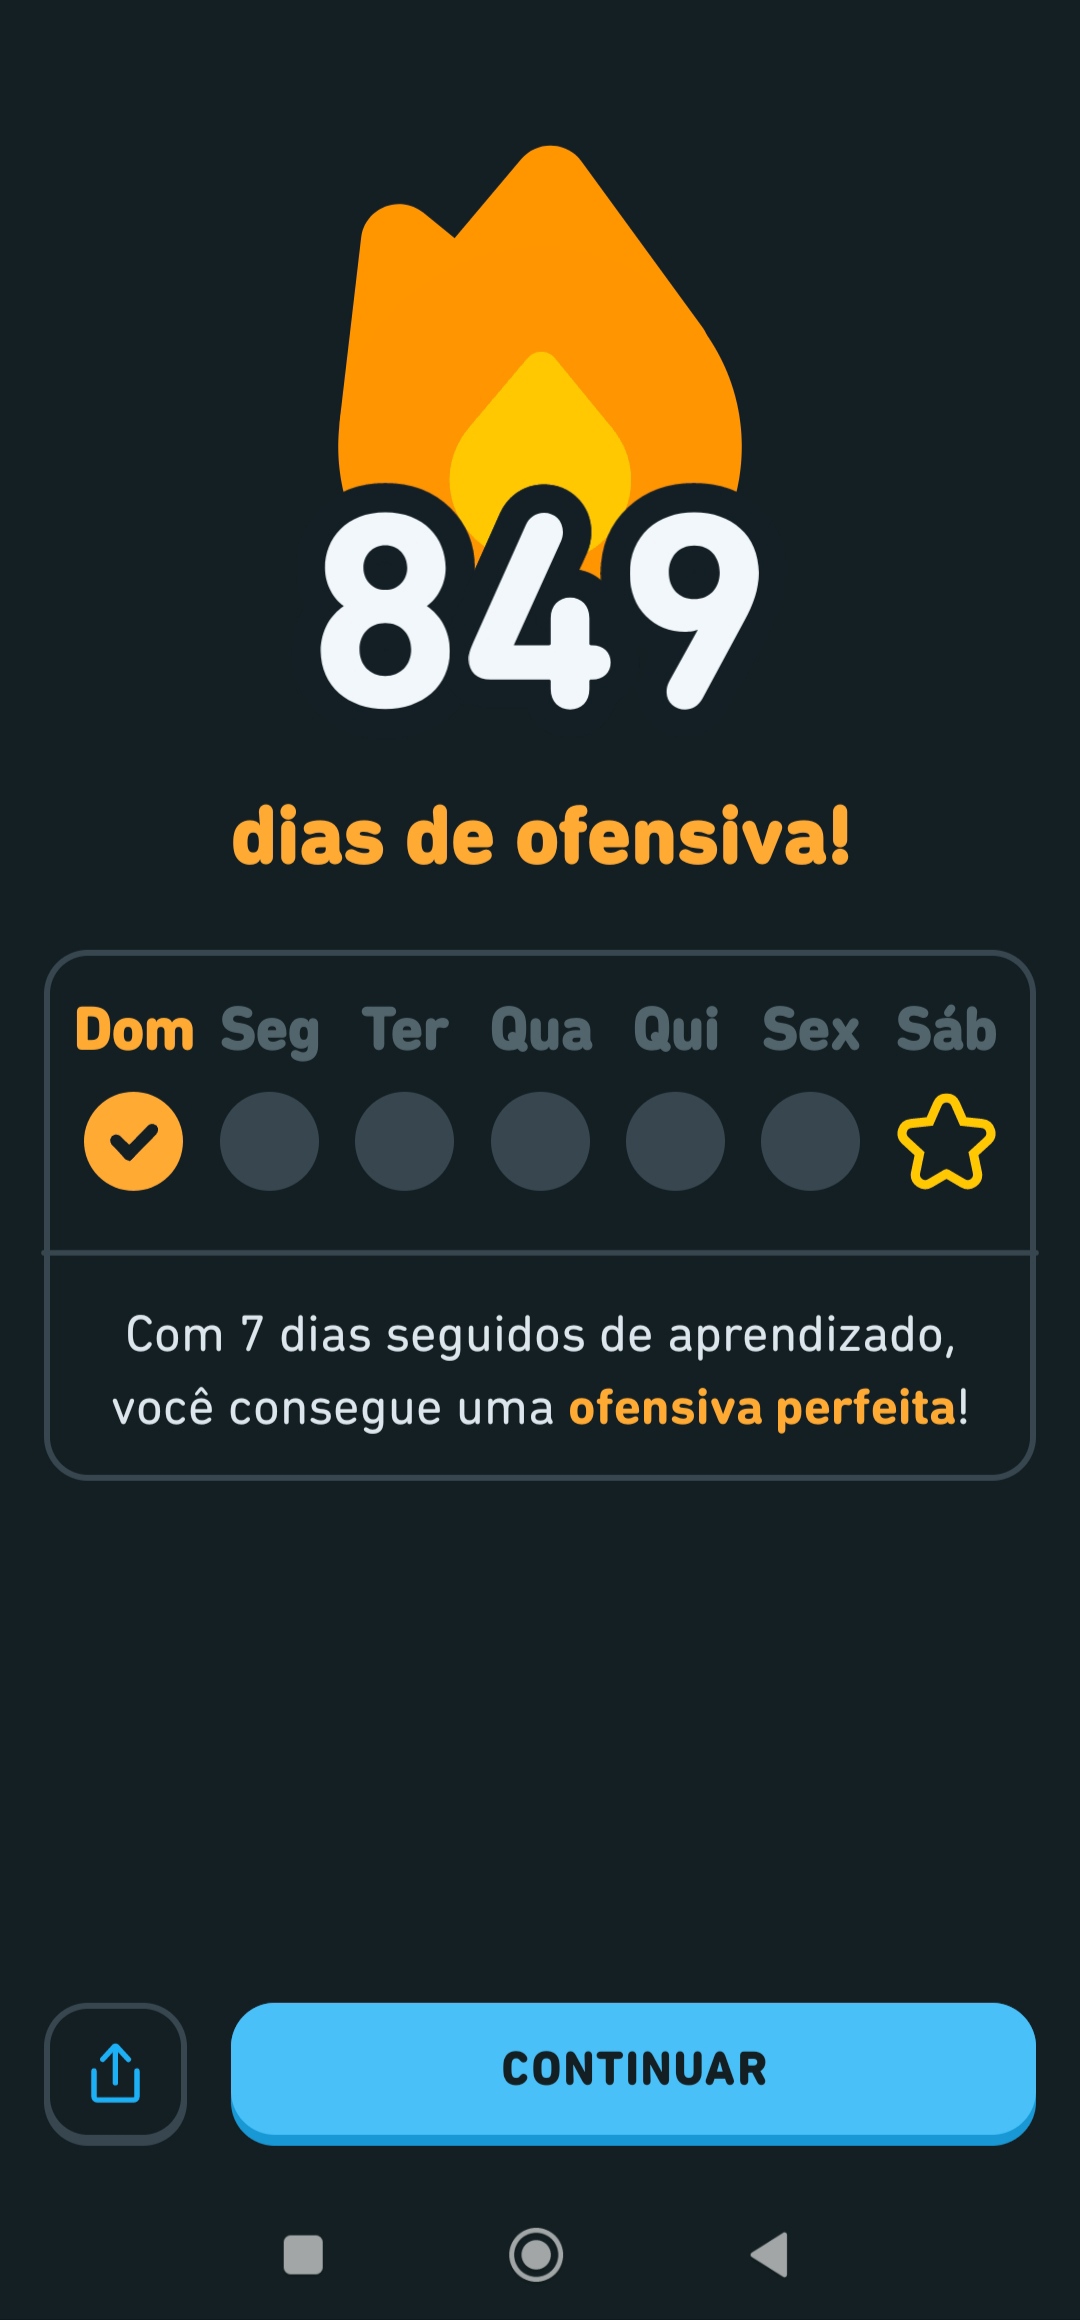 849
dias de ofensiva!
Dom Seg Ter Qua Qui Sex Sáb
Com 7 dias seguidos de aprendizado,
você consegue uma ofensiva perfeita!
CONTINUAR